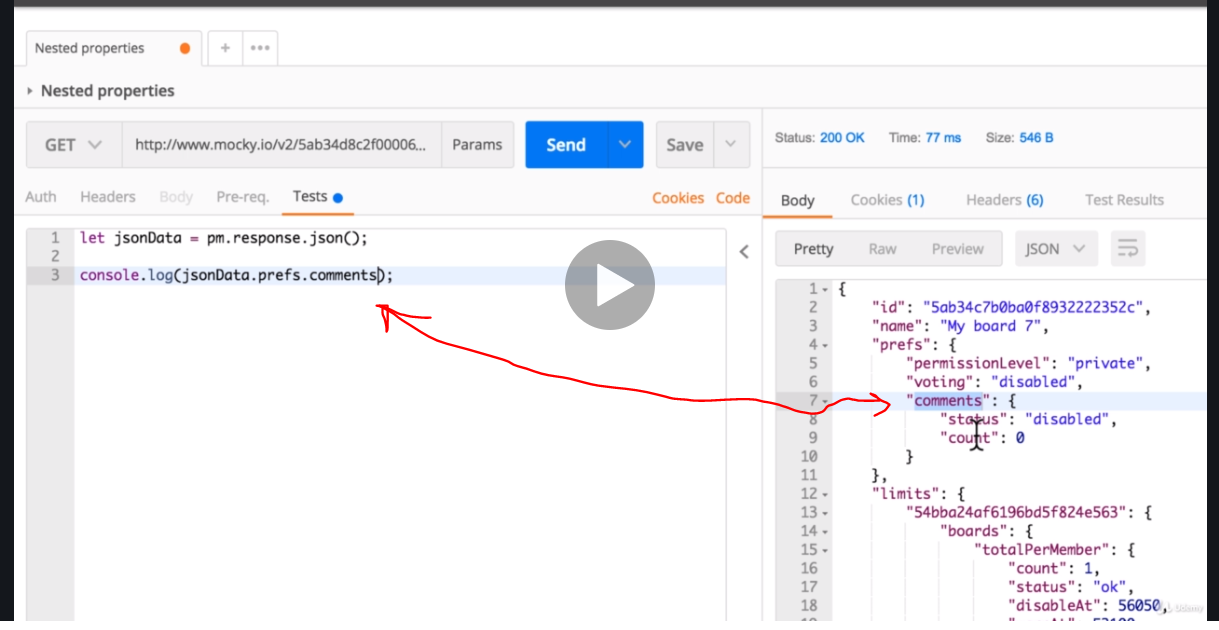 Nested properties
+
•••
Nested properties
GET
http://www.mocky.io/v2/5ab34d8c2f00006...
Params
Send
Save
Auth
Headers
Body
Pre-req.
Tests
Cookies
Code
1 let jsonData = pm.response.json();
2
3 console.log(jsonData.prefs.comments);
Status: 200 OK
Time: 77 ms
Size: 546 B
Body
Cookies (1)
Headers (6)
Test Results
Pretty
Raw
Preview
JSON
1 {
2 "id": "5ab34c7b0ba0f8932222352c",
3 "name": "My board 7",
4 "prefs": {
5 "permissionLevel": "private",
6 "voting": "disabled",
7 "comments": {
8 "status": "disabled",
9 "count": 0
10 }
11 },
12 "limits": {
13 "54bba24af6196bd5f824e563": {
14 "boards": {
15 "totalPerMember": {
16 "count": 1,
17 "status": "ok",
18 "disableAt": 56050,
Udemy